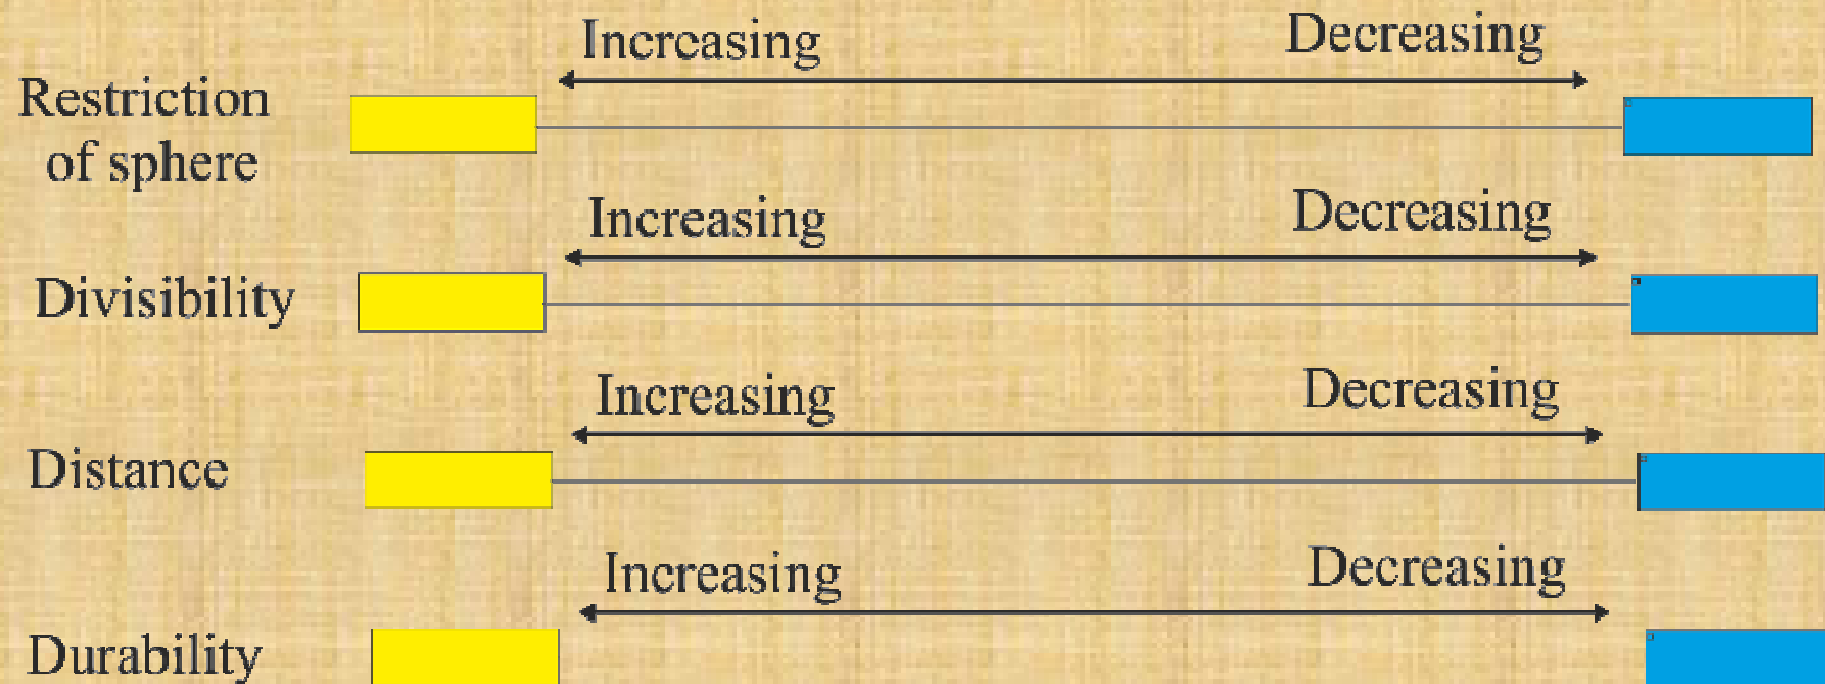 Increasing Decreasing
Restriction
of sphere
Increasing Decreasing
Divisibility
Increasing Decreasing
Distance
Increasing Decreasing
Durability